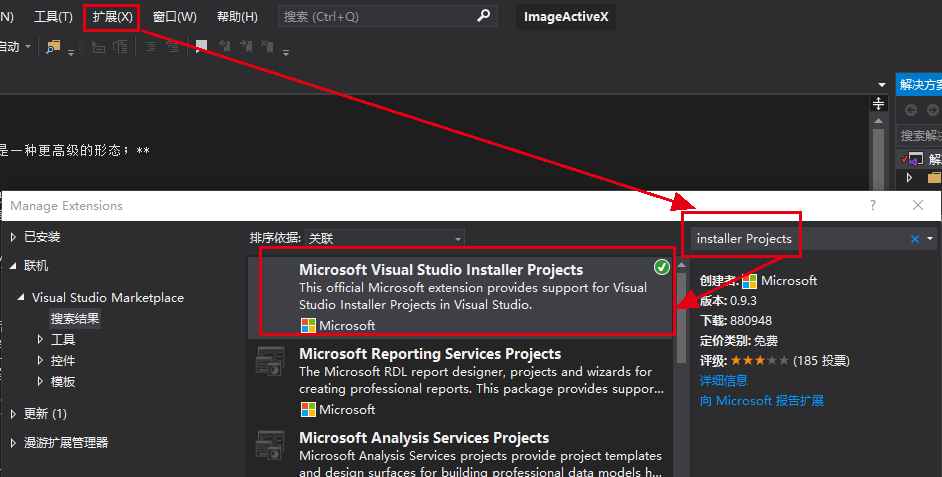 N) 工具(T) 扩展(X) 窗口(W) 帮助(H) 搜索 (Ctrl+Q) ImageActiveX
启动
解决方案
是一种更高级的形态；**
搜索解决
解
Manage Extensions
已安装
联机
Visual Studio Marketplace
搜索结果
工具
控件
模板
更新 (1)
漫游扩展管理器
排序依据: 关联
Microsoft Visual Studio Installer Projects
This official Microsoft extension provides support for Visual
Studio Installer Projects in Visual Studio.
Microsoft
Microsoft Reporting Services Projects
The Microsoft RDL report designer, projects and wizards for
creating professional reports. This package provides suppor...
Microsoft
Microsoft Analysis Services Projects
Microsoft Analysis Services projects provide project templates
and design surfaces for building professional data models h...
installer Projects
创建者: Microsoft
版本: 0.9.3
下载: 880948
定价类别: 免费
评级: (185 投票)
详细信息
向 Microsoft 报告扩展